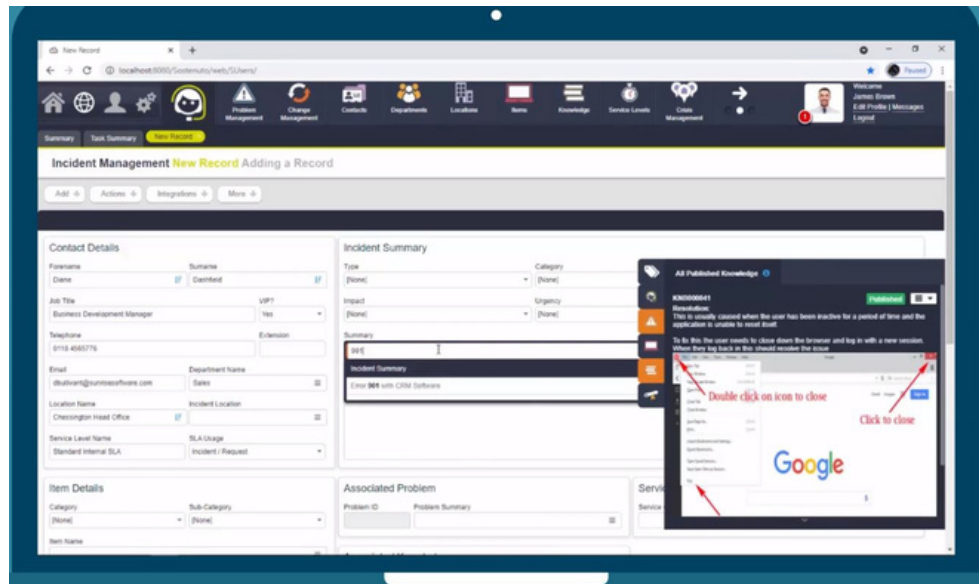 New Record
localhost:8080/Sostenuto/web/SUsers/
Paused
Problem Management
Change Management
Contacts
Departments
Locations
Items
Knowledge
Service Levels
Crisis Management
Welcome
James Brown
Edit Profile | Messages
Logout
1
Summary
Task Summary
New Record
Incident Management New Record Adding a Record
Add
Actions
Integrations
More
Contact Details
Forename
Surname
Diane
Dashfield
Job Title
VIP?
Business Development Manager
Yes
Telephone
Extension
0118 4685776
Email
Department Name
Sales
Location Name
Incident Location
Chessington Head Office
Service Level Name
SLA Usage
Standard Internal SLA
Incident / Request
Incident Summary
Type
Category
[None]
[None]
Impact
Urgency
[None]
[None]
Summary
901
Incident Summary
Error 901 with CRM Software
All Published Knowledge
KNB000041
Published
Resolution:
This is usually caused when the user has been inactive for a period of time and the
application is unable to reset itself.
To fix this the user needs to close down the browser and log in with a new session.
When they log back in this should resolve the issue
Double click on icon to close
Click to close
Google
Item Details
Category
Sub-Category
[None]
[None]
Item Name
Associated Problem
Problem ID
Problem Summary
Service